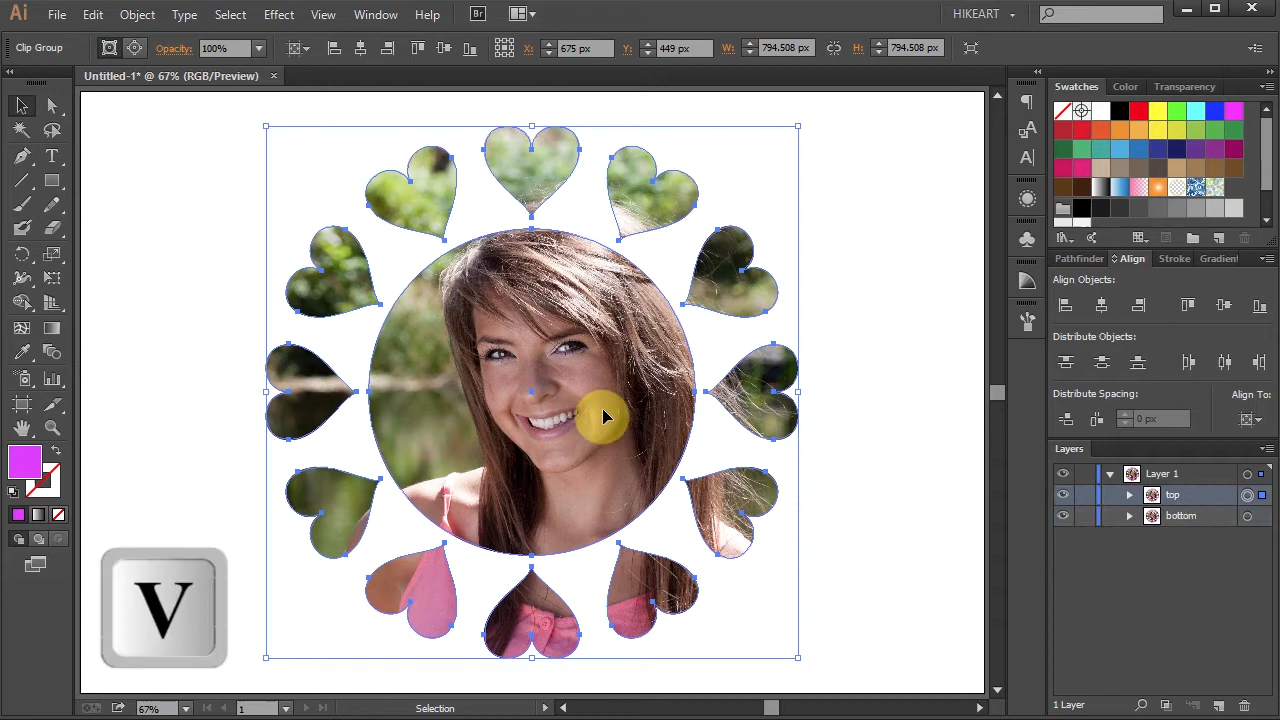 Ai File Edit Object Type Select Effect View Window Help Br HIKEART
Clip Group Opacity: 100% X: 675 px Y: 449 px W: 794.508 px H: 794.508 px
Untitled-1* @ 67% (RGB/Preview)
Swatches Color Transparency
Pathfinder Align Stroke Gradient
Align Objects:
Distribute Objects:
Distribute Spacing: Align To:
0 px
Layers
Layer 1
top
bottom
V
67% 1 Selection
1 Layer